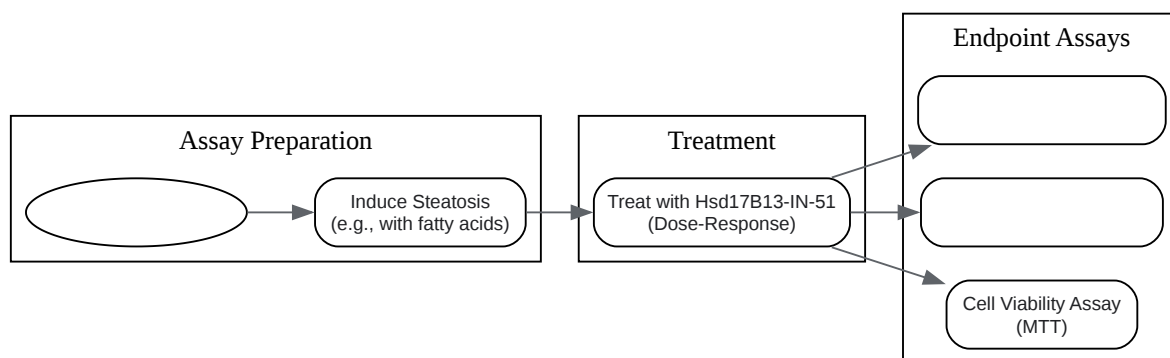 Assay Preparation
Induce Steatosis
(e.g., with fatty acids)
Treatment
Treat with Hsd17B13-IN-51
(Dose-Response)
Endpoint Assays
Cell Viability Assay
(MTT)